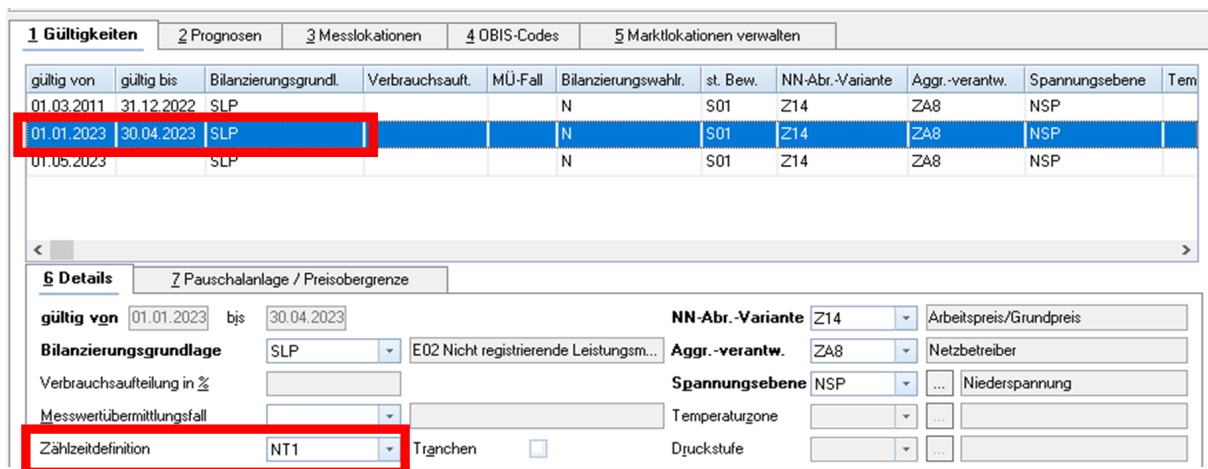 1 Gültigkeiten 2 Prognosen 3 Messlokationen 4 OBIS-Codes 5 Marktlokationen verwalten
gültig von gültig bis Bilanzierungsgrundl. Verbrauchsauft. MÜ-Fall Bilanzierungswahlr. st. Bew. NN-Abr.-Variante Aggr.-verantw. Spannungsebene Tem
01.03.2011 31.12.2022 SLP N S01 Z14 ZA8 NSP
01.01.2023 30.04.2023 SLP N S01 Z14 ZA8 NSP
01.05.2023 SLP N S01 Z14 ZA8 NSP
6 Details 7 Pauschalanlage / Preisobergrenze
gültig von 01.01.2023 bis 30.04.2023 NN-Abr.-Variante Z14 Arbeitspreis/Grundpreis
Bilanzierungsgrundlage SLP E02 Nicht registrierende Leistungsm... Aggr.-verantw. ZA8 Netzbetreiber
Verbrauchsaufteilung in % Spannungsebene NSP ... Niederspannung
Messwertübermittlungsfall Temperaturzone ...
Zählzeitdefinition NT1 Tranchen Druckstufe ...